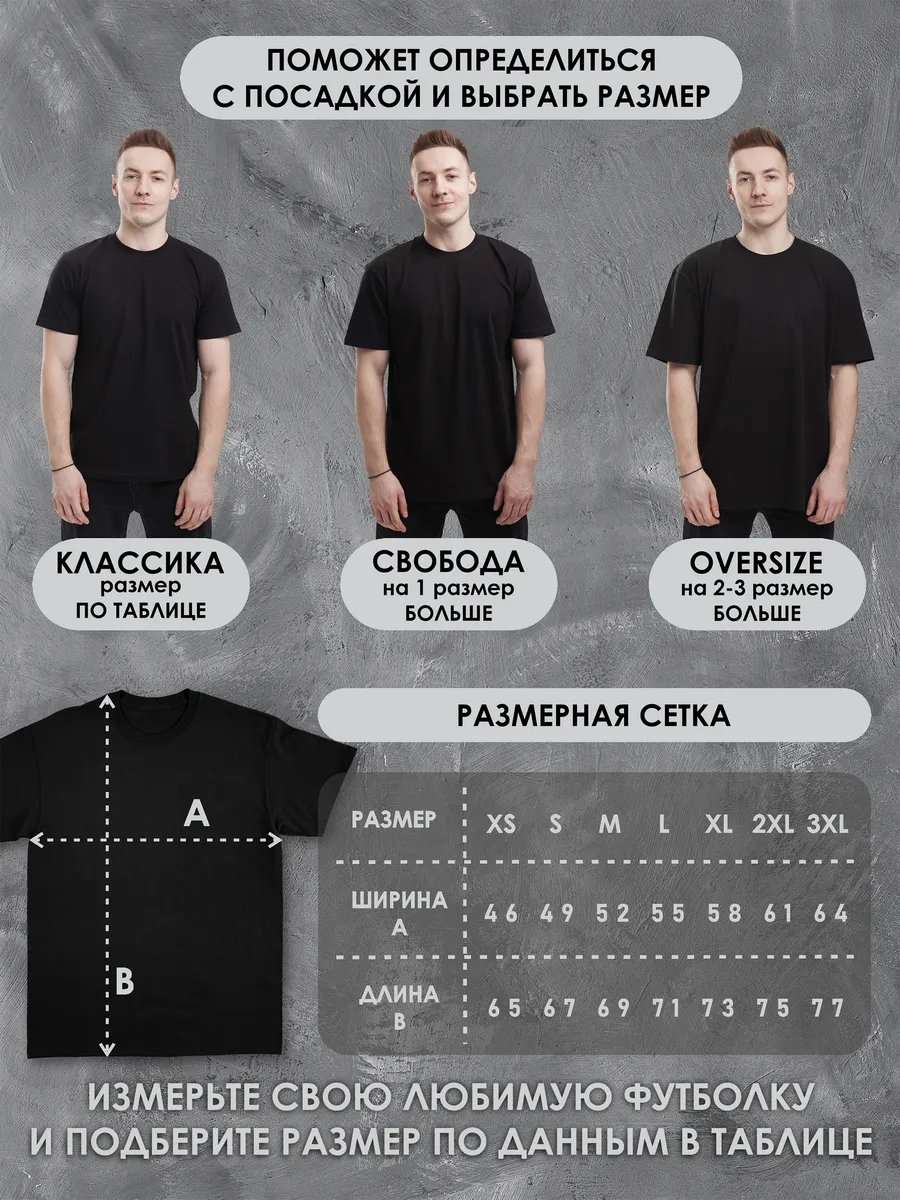 ПОМОЖЕТ ОПРЕДЕЛИТЬСЯ
С ПОСАДКОЙ И ВЫБРАТЬ РАЗМЕР
КЛАССИКА
размер
ПО ТАБЛИЦЕ
СВОБОДА
на 1 размер
БОЛЬШЕ
OVERSIZE
на 2-3 размер
БОЛЬШЕ
A
B
РАЗМЕРНАЯ СЕТКА
РАЗМЕР XS S M L XL 2XL 3XL
ШИРИНА
A
46 49 52 55 58 61 64
ДЛИНА
B
65 67 69 71 73 75 77
ИЗМЕРЬТЕ СВОЮ ЛЮБИМУЮ ФУТБОЛКУ
И ПОДБЕРИТЕ РАЗМЕР ПО ДАННЫМ В ТАБЛИЦЕ